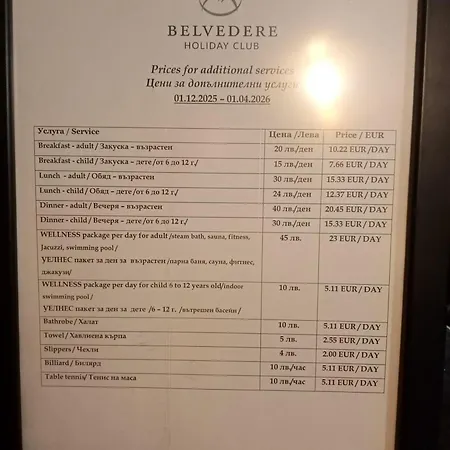 BELVEDERE
HOLIDAY CLUB
Prices for additional services
Цени за допълнителни услуги
01.12.2025 – 01.04.2026
Услуга / Service Цена /Лева Price / EUR
Breakfast - adult / Закуска – възрастен 20 лв/ден 10.22 EUR/DAY
Breakfast - child / Закуска – дете/от 6 до 12 г./ 15 лв/ден 7.66 EUR/DAY
Lunch - adult / Обяд – възрастен 30 лв/ден 15.33 EUR/DAY
Lunch - child / Обяд – дете/от 6 до 12 г./ 24 лв/ден 12.37 EUR/DAY
Dinner - adult / Вечеря – възрастен 40 лв/ден 20.45 EUR/DAY
Dinner - child / Вечеря – дете/от 6 до 12 г./ 30 лв/ден 15.33 EUR/DAY
WELLNESS package per day for adult /steam bath, sauna, fitness, 45 лв. 23 EUR / DAY
Jacuzzi, swimming pool /
УЕЛНЕС пакет за ден за възрастен /парна баня, сауна, фитнес,
джакузи/
WELLNESS package per day for child 6 to 12 years old/indoor 10 лв. 5.11 EUR / DAY
swimming pool /
УЕЛНЕС пакет за ден за дете /6 – 12 г. /вътрешен басейн /
Bathrobe / Халат 10 лв. 5.11 EUR / DAY
Towel / Хавлиена кърпа 5 лв. 2.55 EUR / DAY
Slippers / Чехли 4 лв. 2.00 EUR / DAY
Billiard / Билярд 10 лв/час 5.11 EUR / DAY
Table tennis/ Тенис на маса 10 лв/час 5.11 EUR / DAY